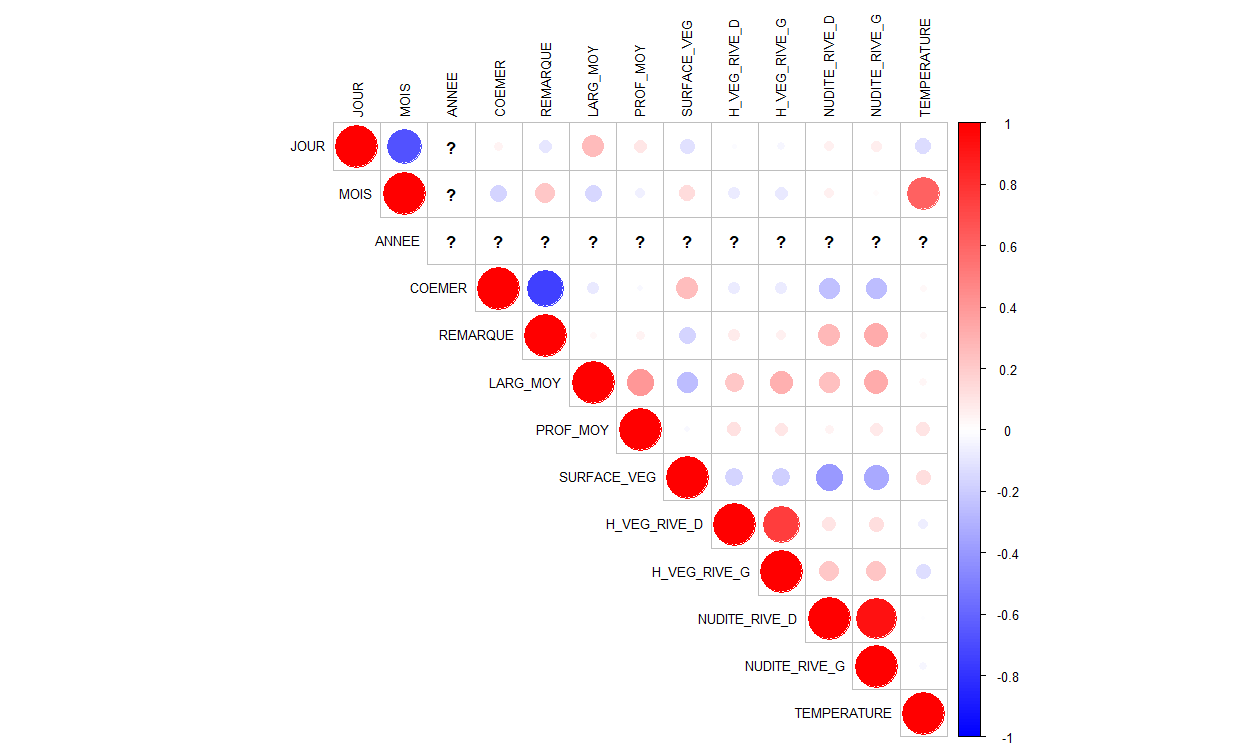 JOUR MOIS ANNEE COEMER REMARQUE LARG_MOY PROF_MOY SURFACE_VEG H_VEG_RIVE_D H_VEG_RIVE_G NUDITE_RIVE_D NUDITE_RIVE_G TEMPERATURE
JOUR ?
MOIS ?
ANNEE ? ? ? ? ? ? ? ? ? ? ?
COEMER
REMARQUE
LARG_MOY
PROF_MOY
SURFACE_VEG
H_VEG_RIVE_D
H_VEG_RIVE_G
NUDITE_RIVE_D
NUDITE_RIVE_G
TEMPERATURE
1
0.8
0.6
0.4
0.2
0
-0.2
-0.4
-0.6
-0.8
-1